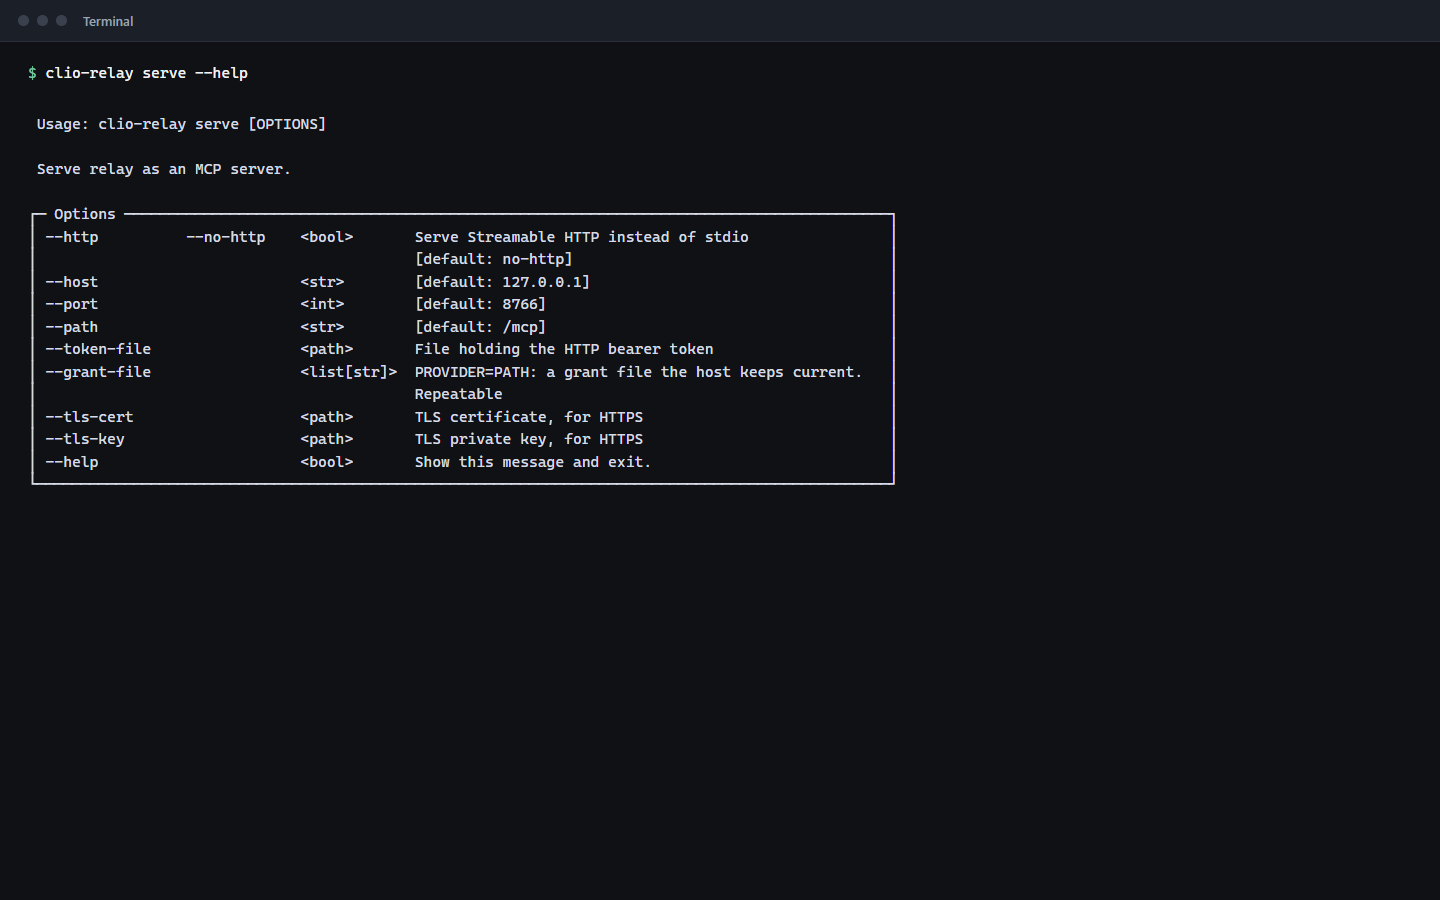 Terminal
$ clio-relay serve --help
Usage: clio-relay serve [OPTIONS]
Serve relay as an MCP server.
Options
--http --no-http <bool> Serve Streamable HTTP instead of stdio
[default: no-http]
--host <str> [default: 127.0.0.1]
--port <int> [default: 8766]
--path <str> [default: /mcp]
--token-file <path> File holding the HTTP bearer token
--grant-file <list[str]> PROVIDER=PATH: a grant file the host keeps current.
Repeatable
--tls-cert <path> TLS certificate, for HTTPS
--tls-key <path> TLS private key, for HTTPS
--help <bool> Show this message and exit.